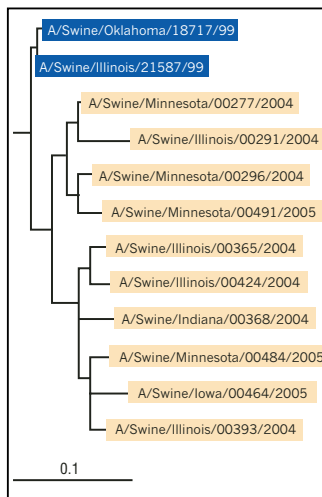 A/Swine/Oklahoma/18717/99
A/Swine/Illinois/21587/99
A/Swine/Minnesota/00277/2004
A/Swine/Illinois/00291/2004
A/Swine/Minnesota/00296/2004
A/Swine/Minnesota/00491/2005
A/Swine/Illinois/00365/2004
A/Swine/Illinois/00424/2004
A/Swine/Indiana/00368/2004
A/Swine/Minnesota/00484/2005
A/Swine/Iowa/00464/2005
A/Swine/Illinois/00393/2004
0.1